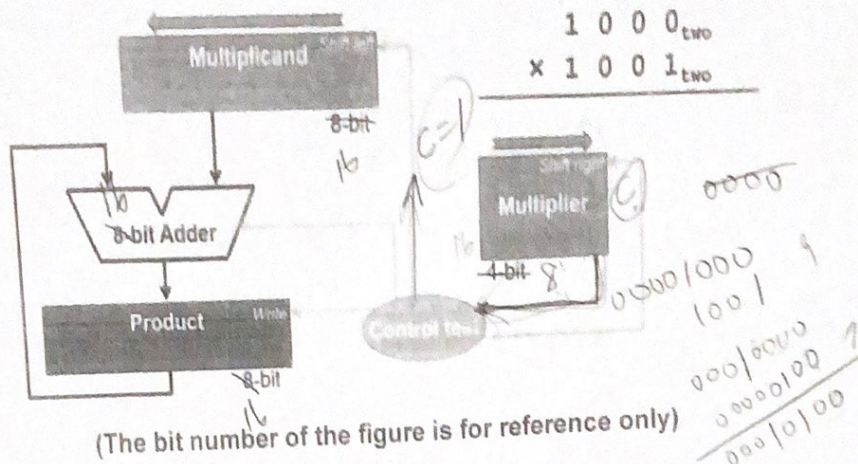 1 0 0 0two
× 1 0 0 1two
Multiplicand
8-bit
16
C=1
Shift right
Multiplier
4-bit 8
16
0000
16
8-bit Adder
Product Write
8-bit
16
Control test
00001000
1001
00010000
00000100
00010100
(The bit number of the figure is for reference only)